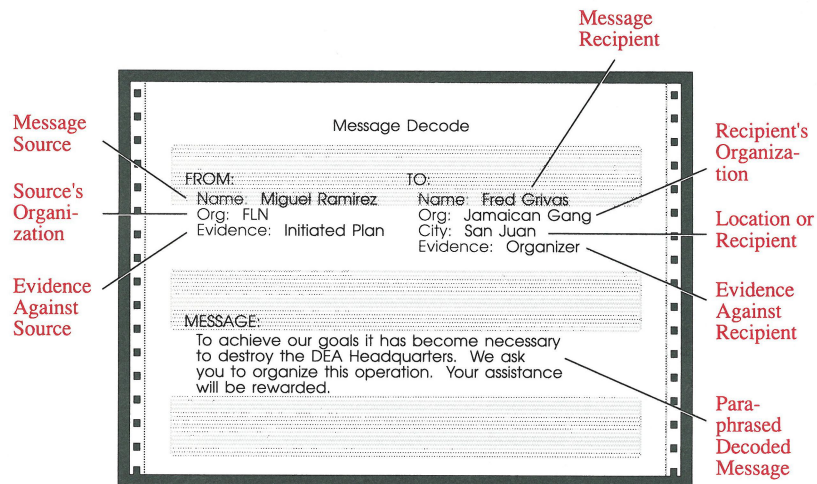 Message
Recipient
Message Decode
Message
Source
Recipient's
Organiza-
tion
FROM:
TO:
Name: Miguel Ramirez
Name: Fred Grivas
Source's
Organi-
zation
Org: FLN
Org: Jamaican Gang
Evidence: Initiated Plan
City: San Juan
Evidence: Organizer
Location or
Recipient
Evidence
Against
Source
Evidence
Against
Recipient
MESSAGE:
To achieve our goals it has become necessary
to destroy the DEA Headquarters. We ask
you to organize this operation. Your assistance
will be rewarded.
Para-
phrased
Decoded
Message